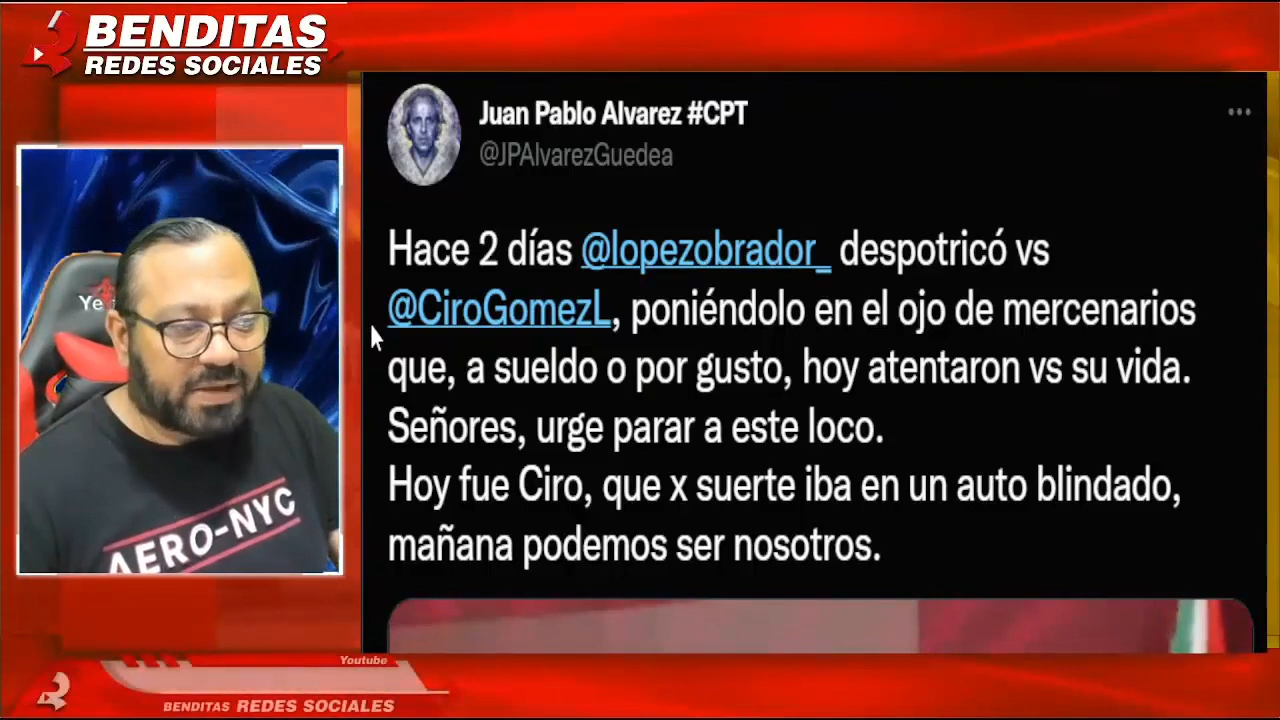 BENDITAS
REDES SOCIALES
Juan Pablo Alvarez #CPT
@JPAlvarezGuedea
Hace 2 días @lopezobrador_ despotricó vs
@CiroGomezL, poniéndolo en el ojo de mercenarios
que, a sueldo o por gusto, hoy atentaron vs su vida.
Señores, urge parar a este loco.
Hoy fue Ciro, que x suerte iba en un auto blindado,
mañana podemos ser nosotros.
AERO-NYC
Youtube
BENDITAS REDES SOCIALES